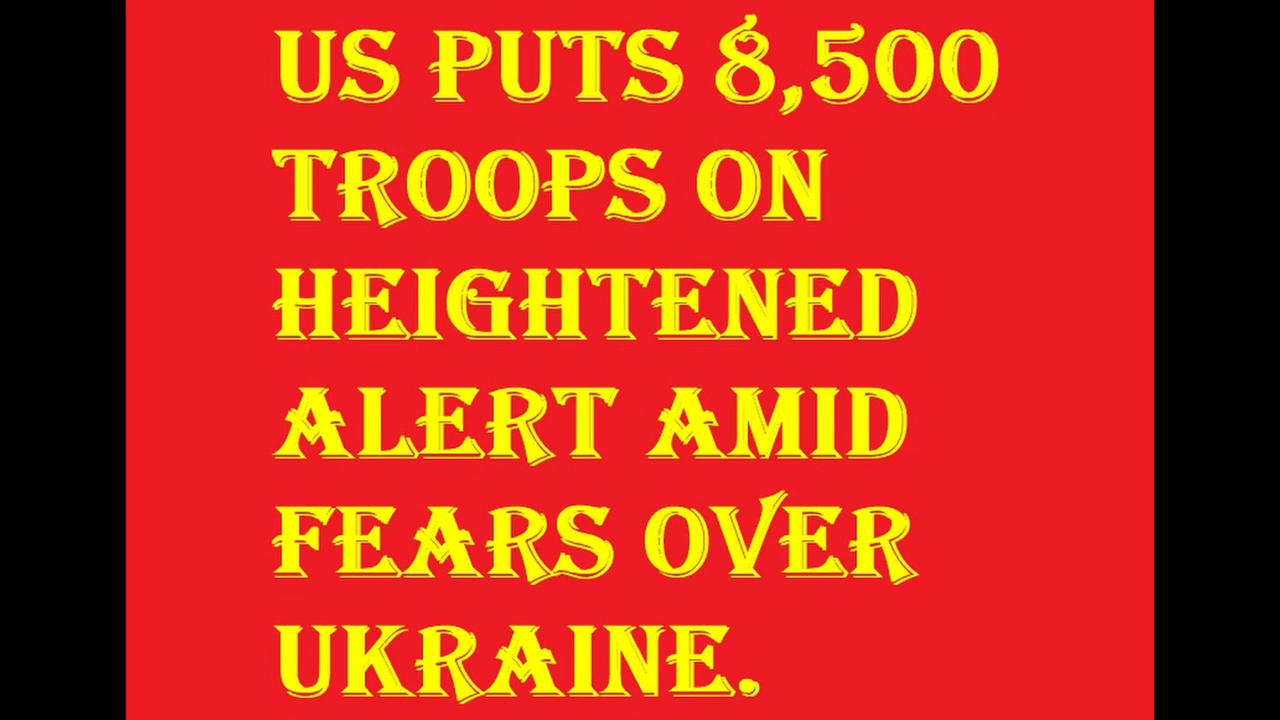 US PUTS 8,500
TROOPS ON
HEIGHTENED
ALERT AMID
FEARS OVER
UKRAINE.